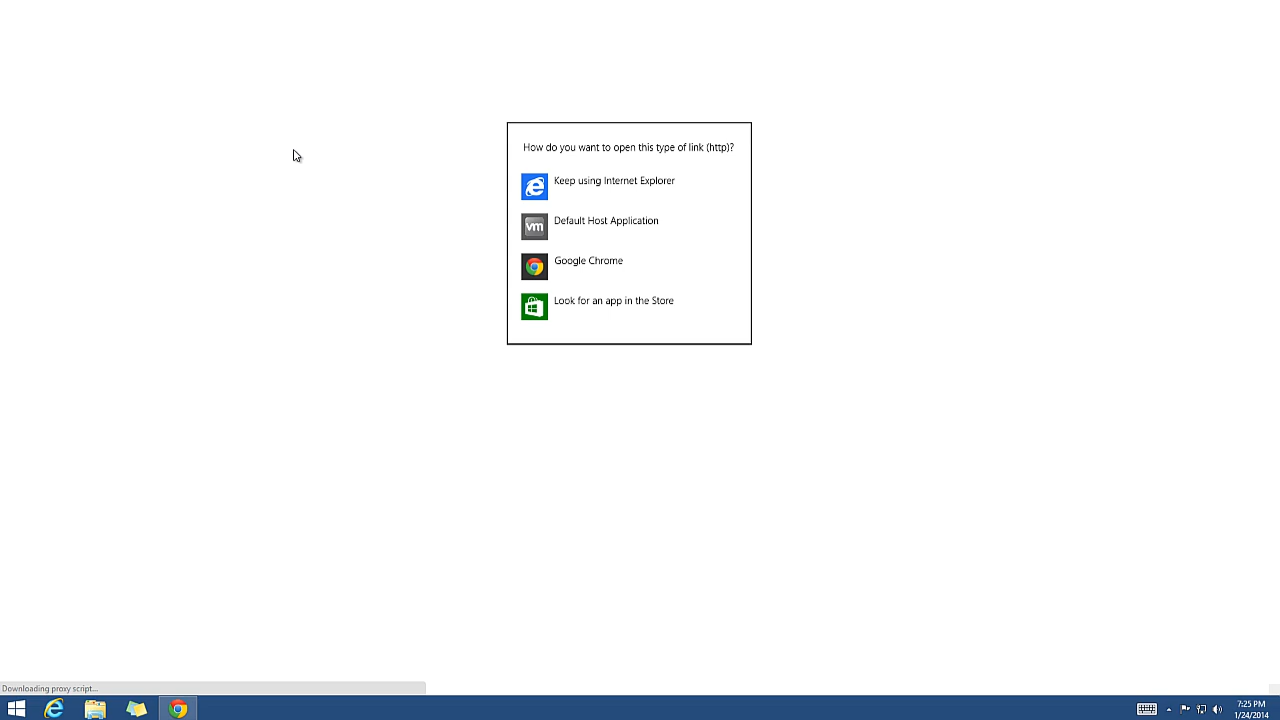 How do you want to open this type of link (http)?
Keep using Internet Explorer
vm
Default Host Application
Google Chrome
Look for an app in the Store
Downloading proxy script...
7:25 PM
1/24/2014